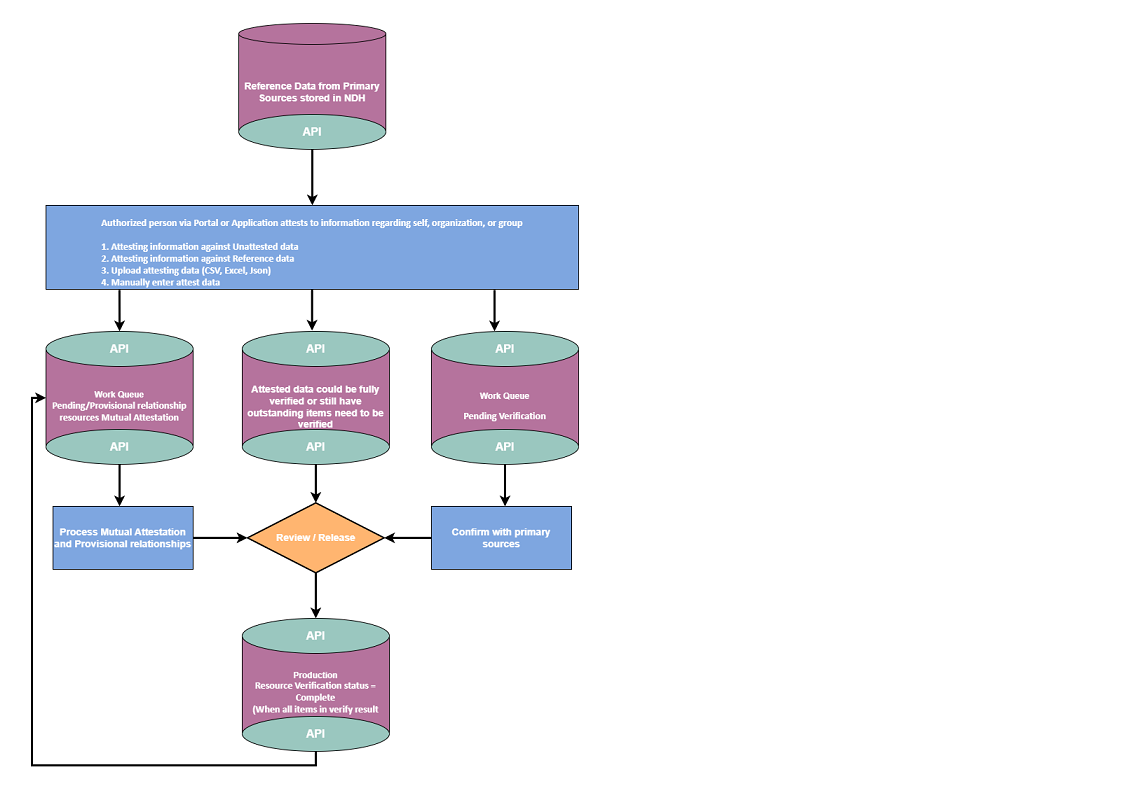 Reference Data from Primary
Sources stored in NDH
API
Authorized person via Portal or Application attests to information regarding self, organization, or group
1. Attesting information against Unattested data
2. Attesting information against Reference data
3. Upload attesting data (CSV, Excel, Json)
4. Manually enter attest data
API
Work Queue
Pending/Provisional relationship
resources Mutual Attestation
API
API
Attested data could be fully
verified or still have
outstanding items need to be
verified
API
API
Work Queue
Pending Verification
API
Process Mutual Attestation
and Provisional relationships
Review / Release
Confirm with primary
sources
API
Production
Resource Verification status =
Complete
(When all items in verify result
API